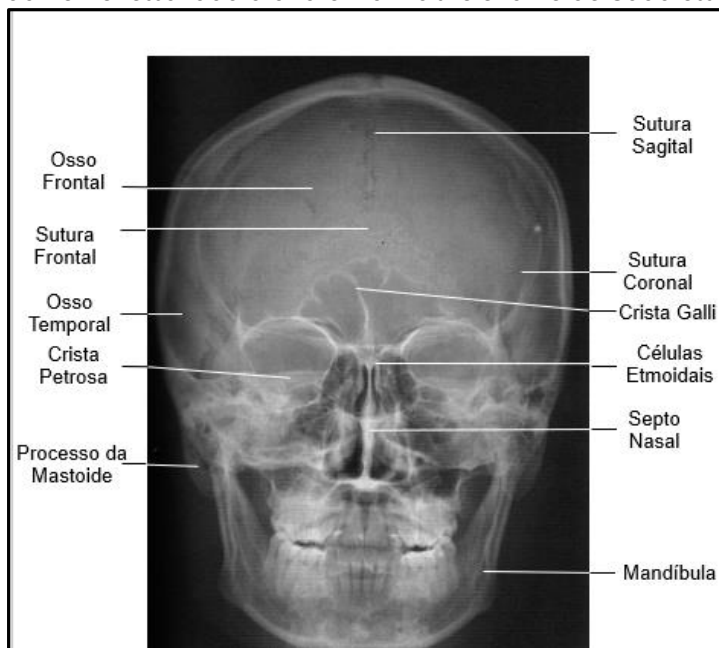 Osso
Frontal
Sutura
Frontal
Osso
Temporal
Crista
Petrosa
Processo da
Mastoide
Sutura
Sagital
Sutura
Coronal
Crista Galli
Células
Etmoidais
Septo
Nasal
Mandíbula